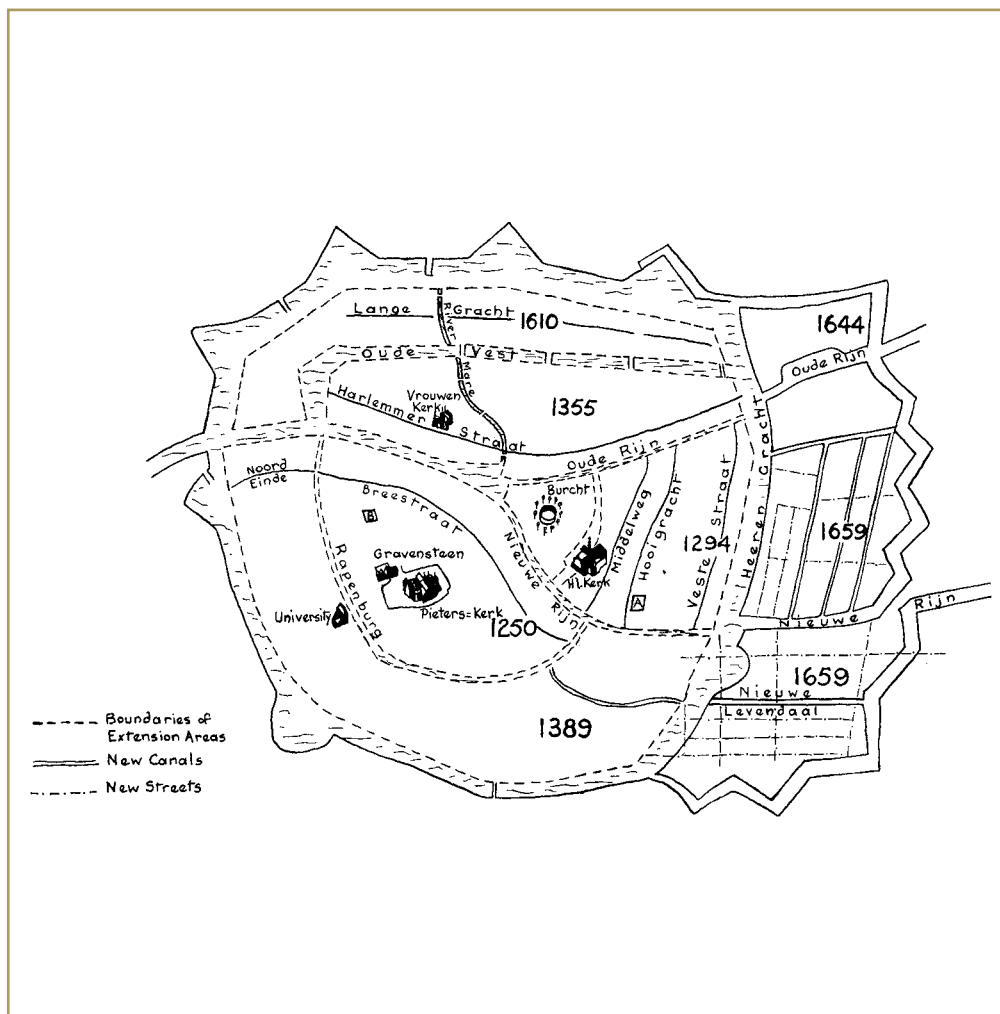 Lange Gracht
1610
1644
River Mare
Oude Vest
Oude Rijn
Vrouwen
Kerk
Harlemmer Straat
1355
Heeren Gracht
Oude Rijn
Noord
Einde
Breestraat
Burcht
Middelweg
Hooigracht
Veste Straat
1294
1659
B
Nieuwe Rijn
Gravensteen
Hl. Kerk
A
Rapenburg
University
Pieters=Kerk
1250
Nieuwe Rijn
1659
Nieuwe
Levendaal
1389
Boundaries of
Extension Areas
New Canals
New Streets